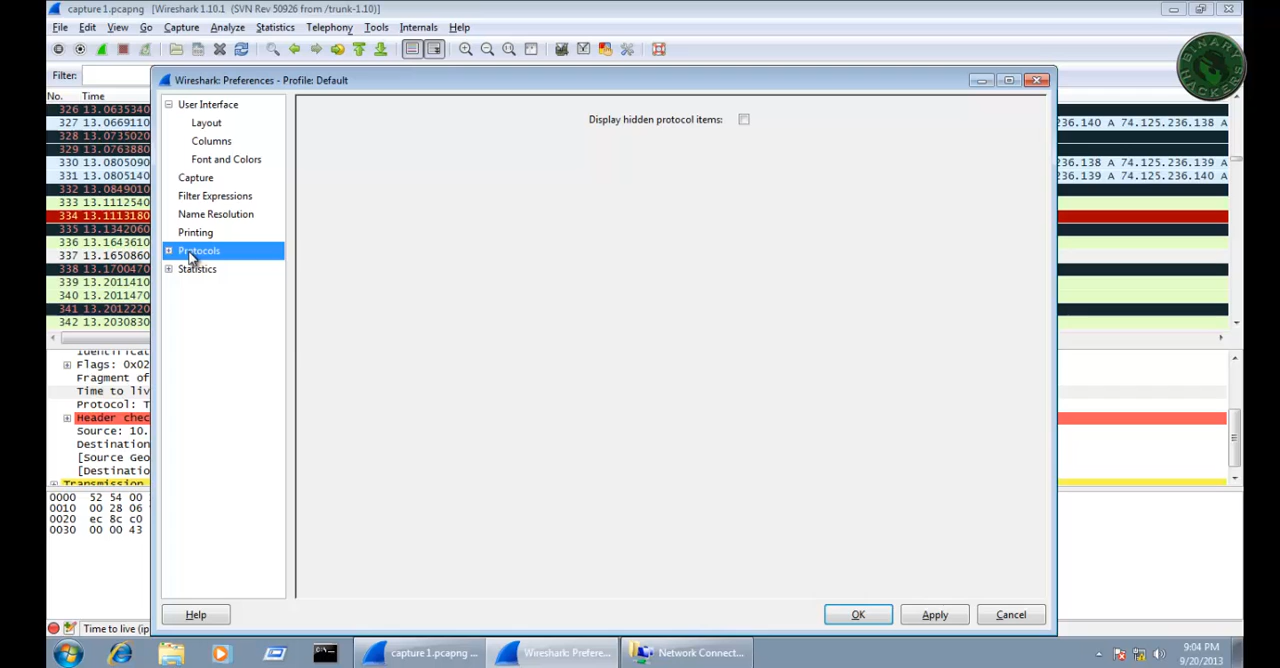 capture 1.pcapng [Wireshark 1.10.1 (SVN Rev 50926 from /trunk-1.10)]
File Edit View Go Capture Analyze Statistics Telephony Tools Internals Help
BINARY HACKERS
Filter:
Wireshark: Preferences - Profile: Default
No. Time
326 13.0635340
327 13.0669110
328 13.0735020
329 13.0763880
330 13.0805090
331 13.0805140
332 13.0849010
333 13.1112540
334 13.1113180
335 13.1342060
336 13.1643610
337 13.1650860
338 13.1700470
339 13.2011410
340 13.2011470
341 13.2012220
342 13.2030830
236.140 A 74.125.236.138 A
236.138 A 74.125.236.139 A
236.139 A 74.125.236.140 A
User Interface
Layout
Columns
Font and Colors
Capture
Filter Expressions
Name Resolution
Printing
Protocols
Statistics
Display hidden protocol items:
Flags: 0x02
Fragment of
Time to liv
Protocol: T
Header chec
Source: 10.
Destination
[Source Geo
[Destinatio
Transmission
0000 52 54 00
0010 00 28 06
0020 ec 8c c0
0030 00 00 43
Help OK Apply Cancel
Time to live (ip
capture 1.pcapng ...
Wireshark: Prefere...
Network Connect...
9:04 PM
9/20/2013